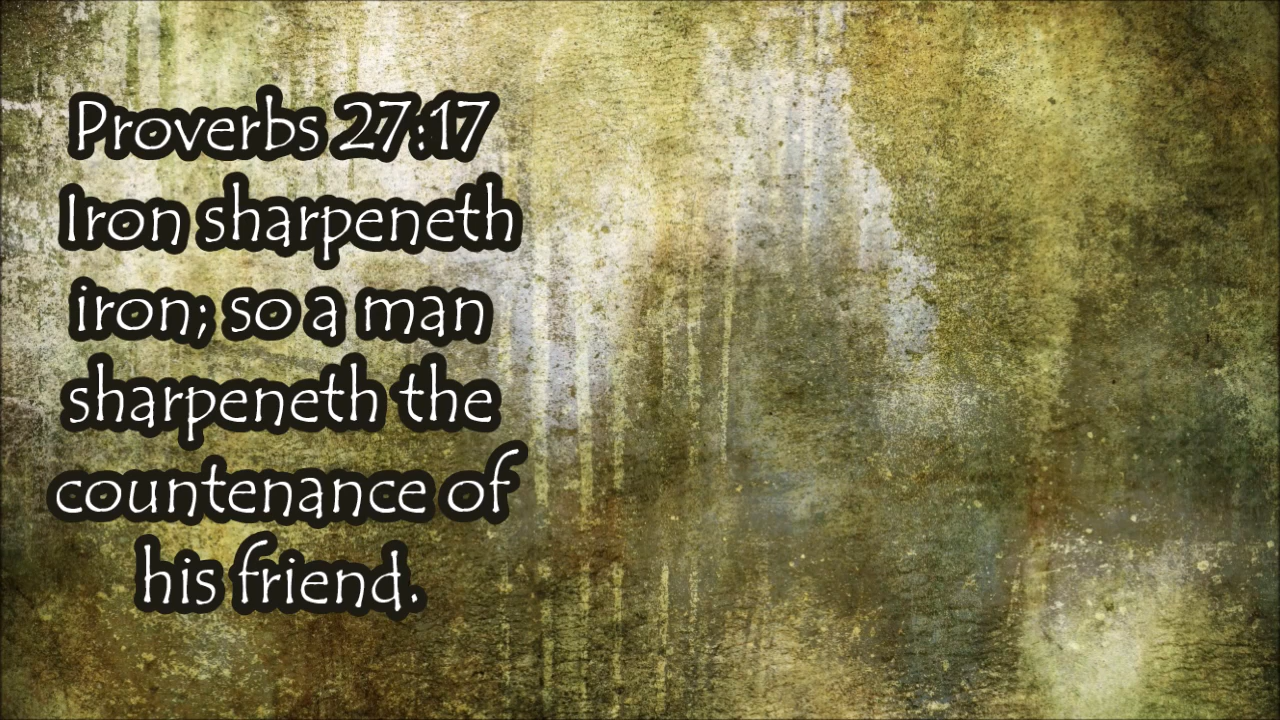 Proverbs 27:17
Iron sharpeneth
iron; so a man
sharpeneth the
countenance of
his friend.